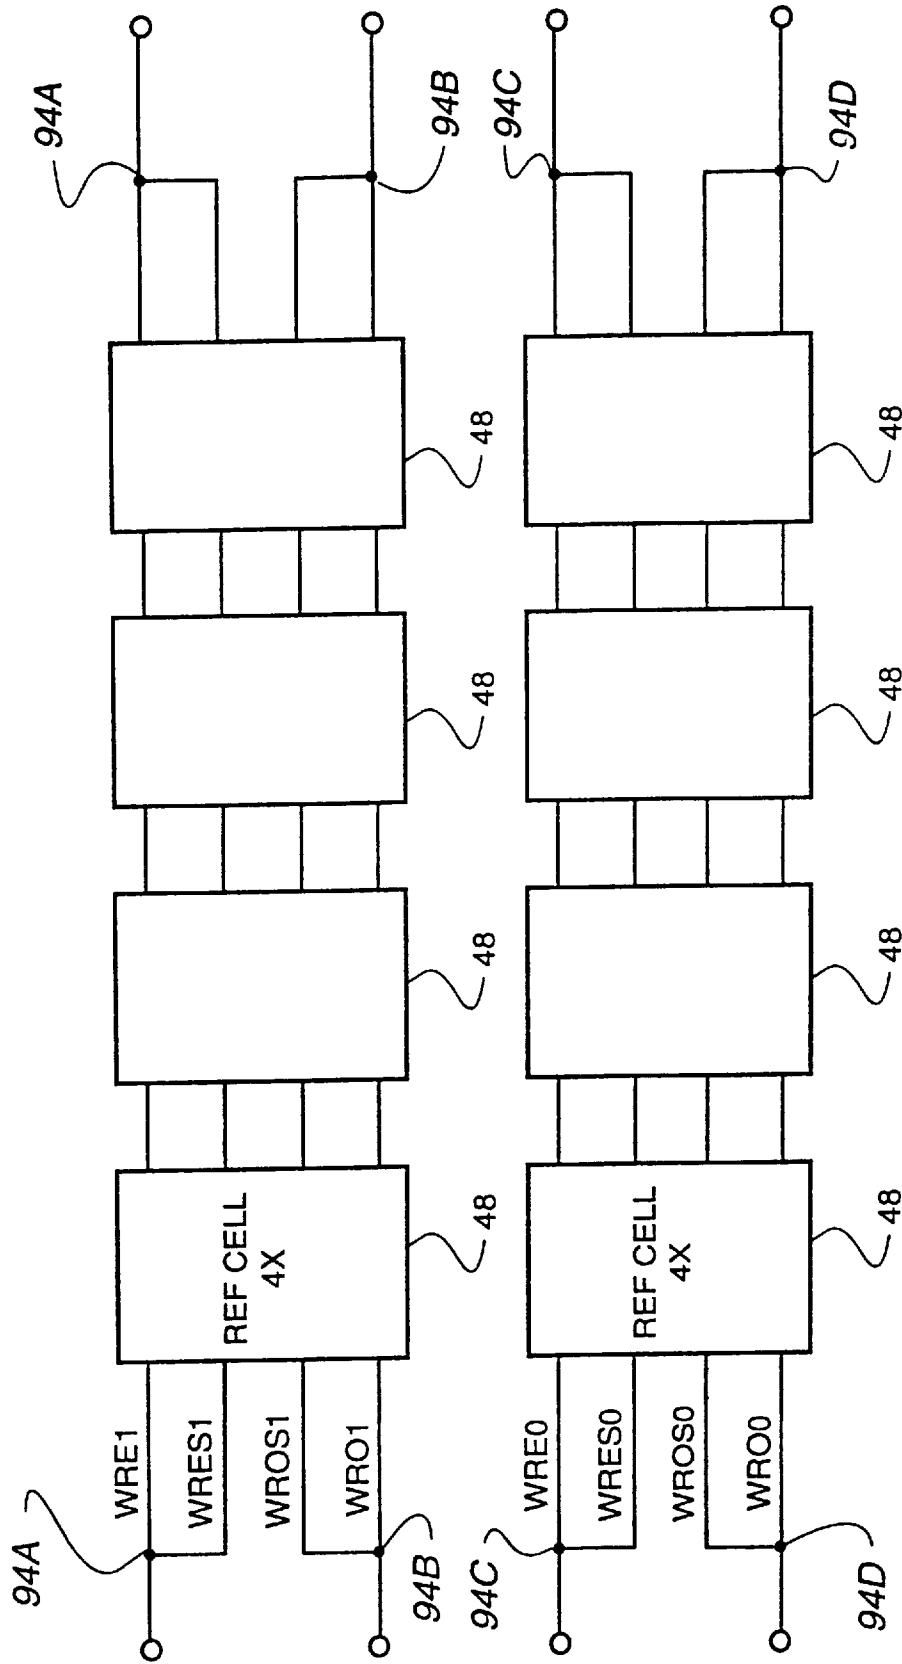 94A
94B
94C
94D
48
48
48
48
48
48
48
REF CELL
4X
48
REF CELL
4X
WRE1
WRES1
WROS1
WRO1
WRE0
WRES0
WROS0
WRO0
94A
94B
94C
94D